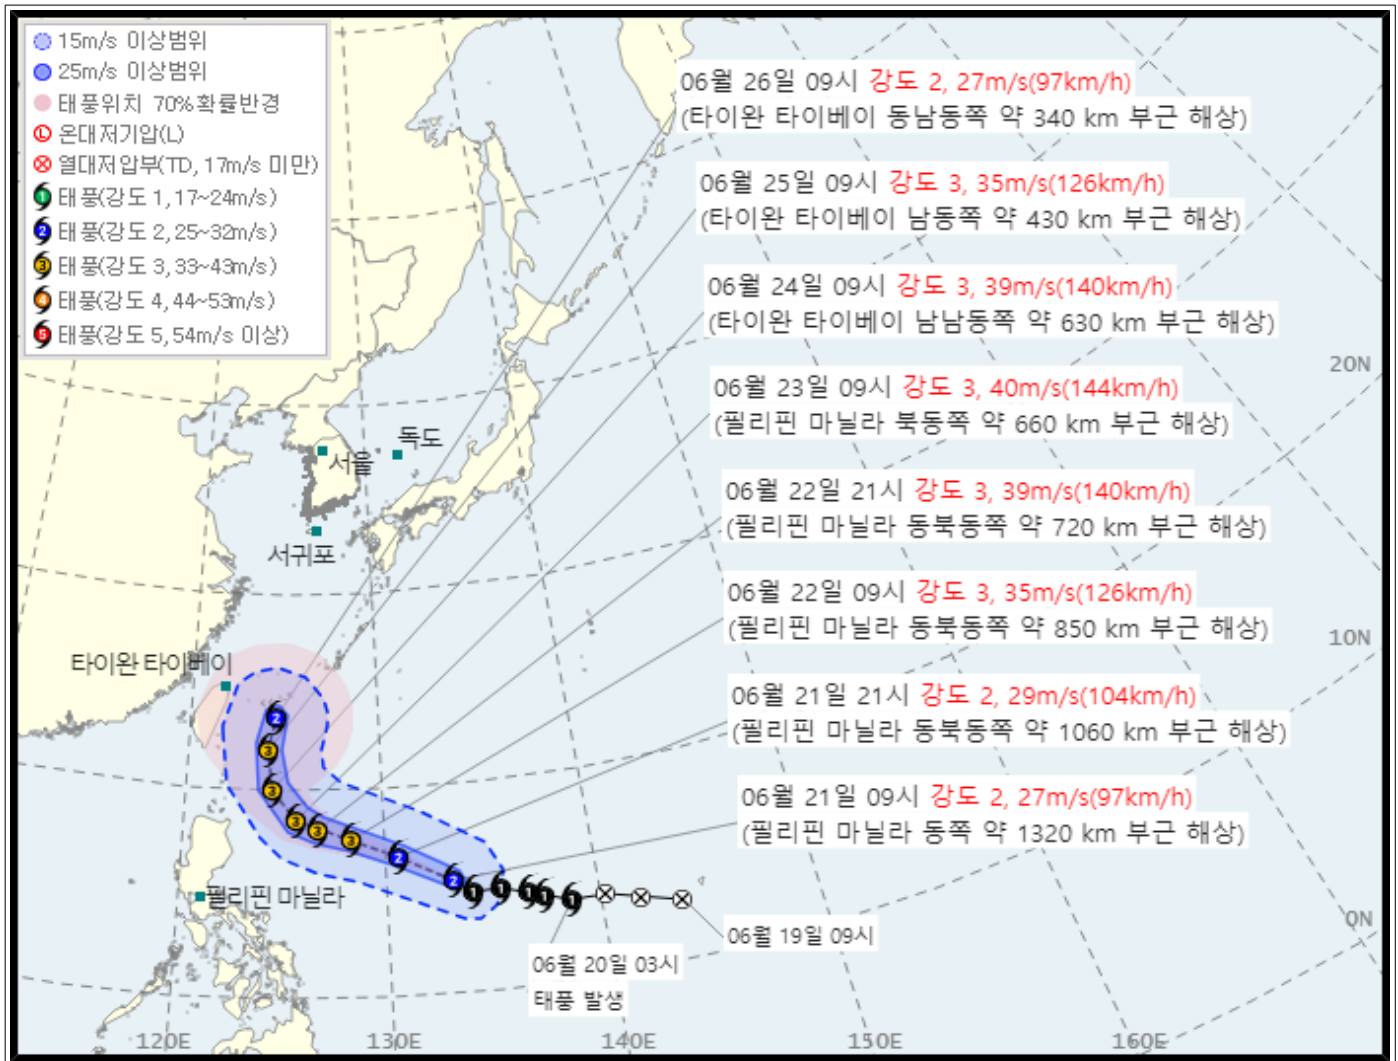 15m/s 이상범위
25m/s 이상범위
태풍위치 70%확률반경
L 온대저기압(L)
열대저압부(TD, 17m/s 미만)
1 태풍(강도 1, 17~24m/s)
2 태풍(강도 2, 25~32m/s)
3 태풍(강도 3, 33~43m/s)
4 태풍(강도 4, 44~53m/s)
5 태풍(강도 5, 54m/s 이상)
06월 26일 09시 강도 2, 27m/s(97km/h)
(타이완 타이베이 동남동쪽 약 340 km 부근 해상)
06월 25일 09시 강도 3, 35m/s(126km/h)
(타이완 타이베이 남동쪽 약 430 km 부근 해상)
06월 24일 09시 강도 3, 39m/s(140km/h)
(타이완 타이베이 남남동쪽 약 630 km 부근 해상)
20N
06월 23일 09시 강도 3, 40m/s(144km/h)
(필리핀 마닐라 북동쪽 약 660 km 부근 해상)
독도
서울
06월 22일 21시 강도 3, 39m/s(140km/h)
(필리핀 마닐라 동북동쪽 약 720 km 부근 해상)
서귀포
06월 22일 09시 강도 3, 35m/s(126km/h)
(필리핀 마닐라 동북동쪽 약 850 km 부근 해상)
10N
타이완 타이베이
06월 21일 21시 강도 2, 29m/s(104km/h)
(필리핀 마닐라 동북동쪽 약 1060 km 부근 해상)
2
3
3
06월 21일 09시 강도 2, 27m/s(97km/h)
(필리핀 마닐라 동쪽 약 1320 km 부근 해상)
3
3
3
2
2
1
1
1
1
1
필리핀 마닐라
0N
06월 19일 09시
06월 20일 03시
태풍 발생
120E
130E
140E
150E
160E